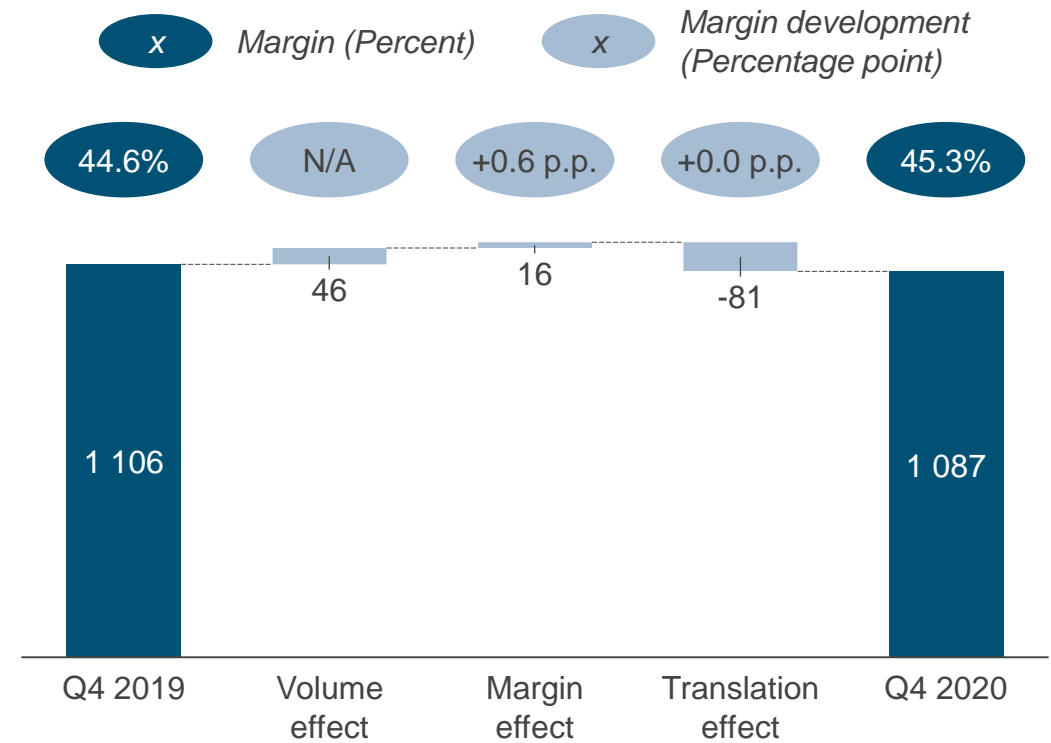 x Margin (Percent)
x Margin development
(Percentage point)
44.6% N/A +0.6 p.p. +0.0 p.p. 45.3%
46 16 -81
1 106 1 087
Q4 2019 Volume effect Margin effect Translation effect Q4 2020